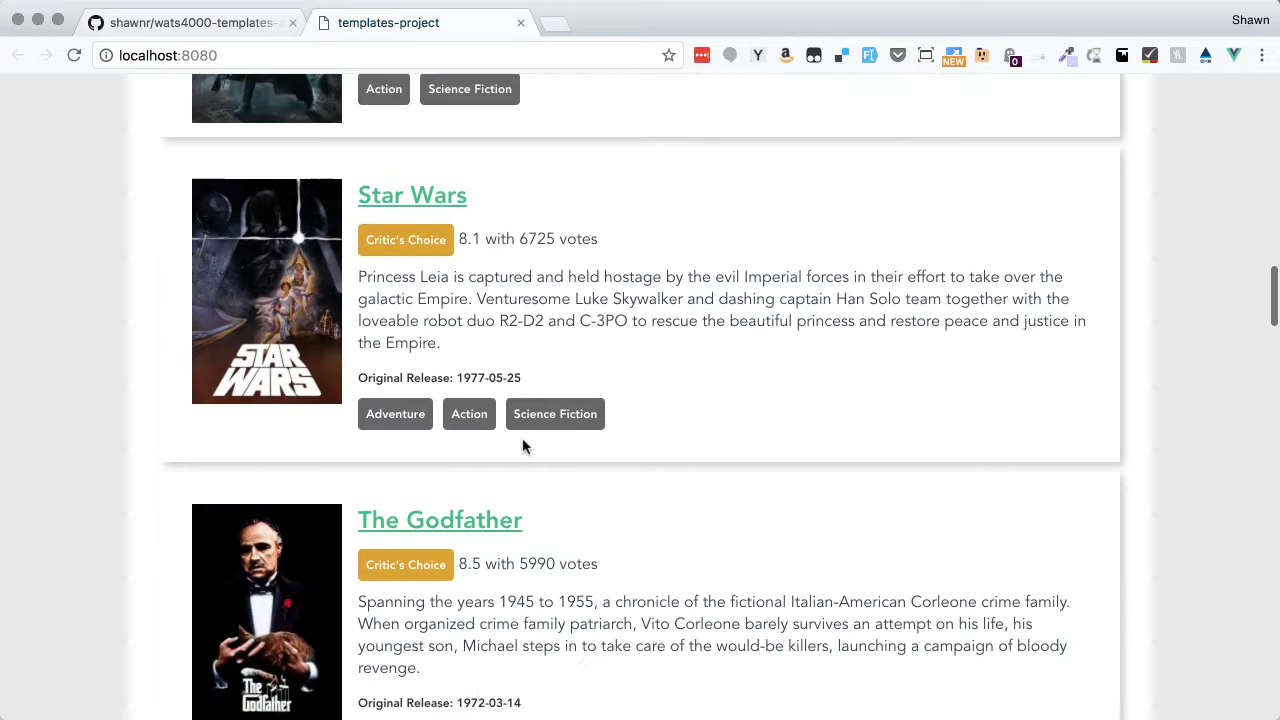 shawnr/wats4000-templates-
templates-project
Shawn
localhost:8080
NEW
0
Action
Science Fiction
STAR
WARS
Star Wars
Critic's Choice 8.1 with 6725 votes
Princess Leia is captured and held hostage by the evil Imperial forces in their effort to take over the
galactic Empire. Venturesome Luke Skywalker and dashing captain Han Solo team together with the
loveable robot duo R2-D2 and C-3PO to rescue the beautiful princess and restore peace and justice in
the Empire.
Original Release: 1977-05-25
Adventure
Action
Science Fiction
The
Godfather
The Godfather
Critic's Choice 8.5 with 5990 votes
Spanning the years 1945 to 1955, a chronicle of the fictional Italian-American Corleone crime family.
When organized crime family patriarch, Vito Corleone barely survives an attempt on his life, his
youngest son, Michael steps in to take care of the would-be killers, launching a campaign of bloody
revenge.
Original Release: 1972-03-14